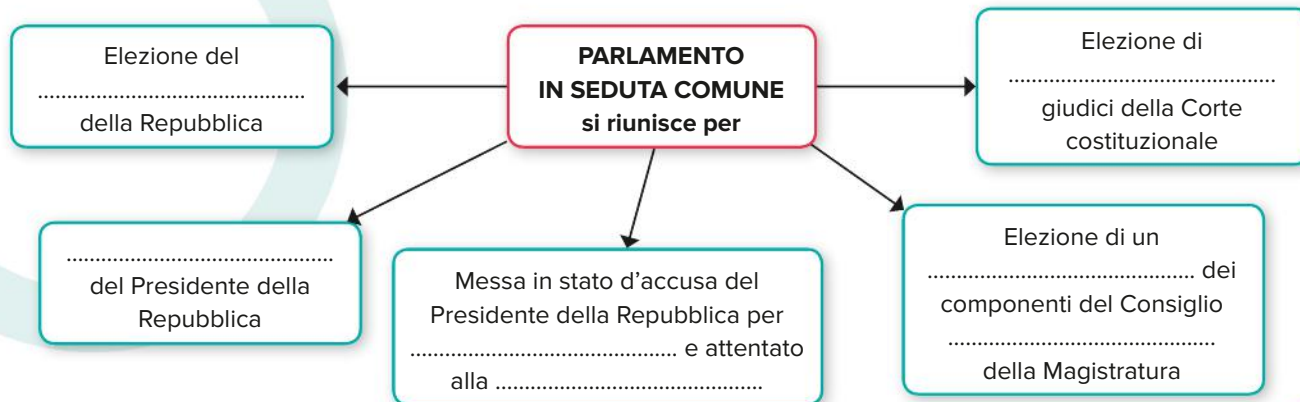 PARLAMENTO
IN SEDUTA COMUNE
si riunisce per
Elezione del
............................................
della Repubblica
Elezione di
............................................
giudici della Corte
costituzionale
............................................
del Presidente della
Repubblica
Messa in stato d'accusa del
Presidente della Repubblica per
............................................ e attentato
alla ............................................
Elezione di un
............................................ dei
componenti del Consiglio
............................................
della Magistratura